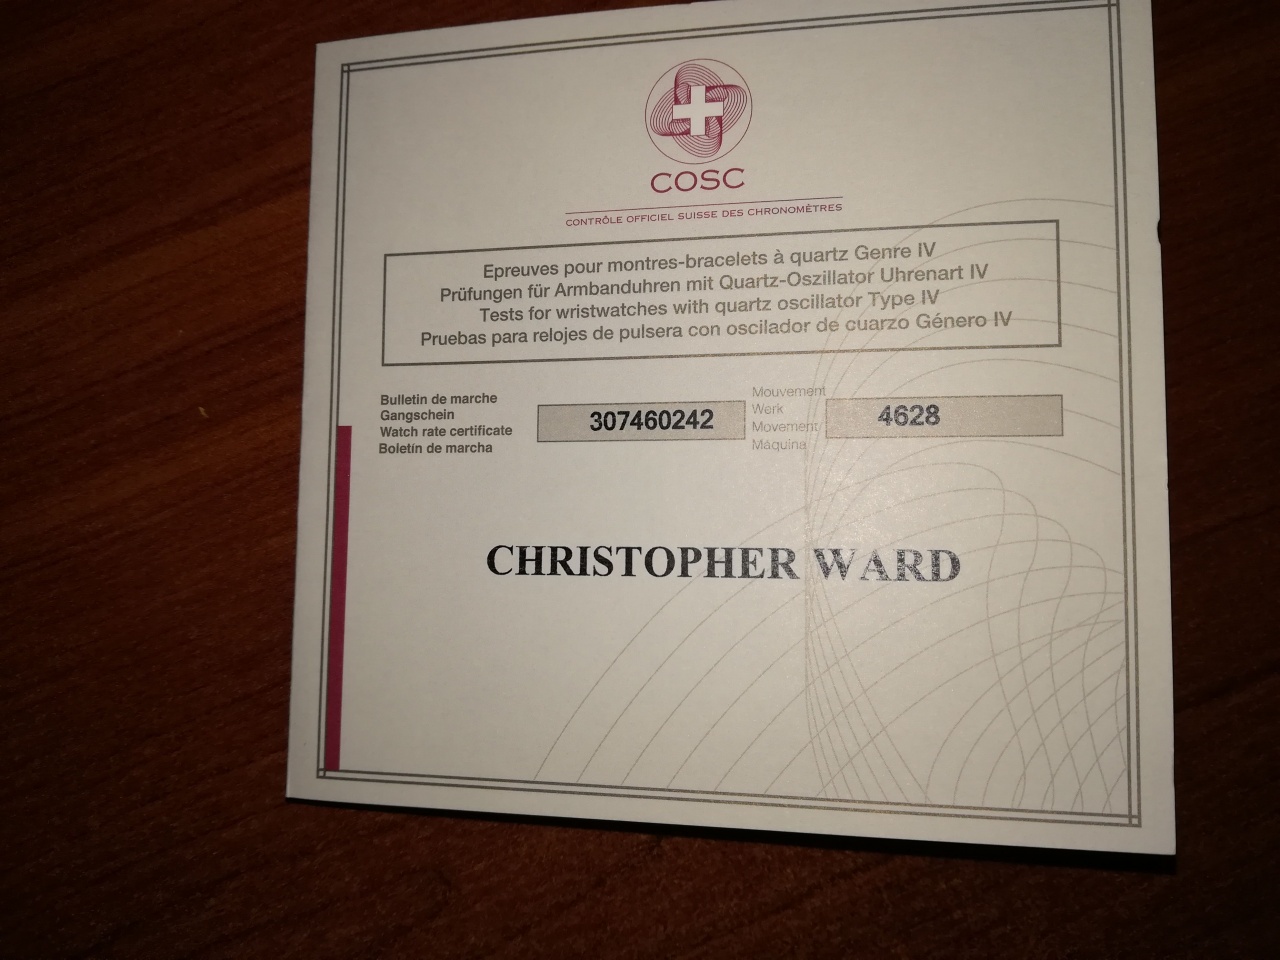 COSC
CONTRÔLE OFFICIEL SUISSE DES CHRONOMÈTRES
Epreuves pour montres-bracelets à quartz Genre IV
Prüfungen für Armbanduhren mit Quartz-Oszillator Uhrenart IV
Tests for wristwatches with quartz oscillator Type IV
Pruebas para relojes de pulsera con oscilador de cuarzo Género IV
Bulletin de marche
Gangschein
Watch rate certificate
Boletín de marcha
307460242
Mouvement
Werk
Movement
Máquina
4628
CHRISTOPHER WARD